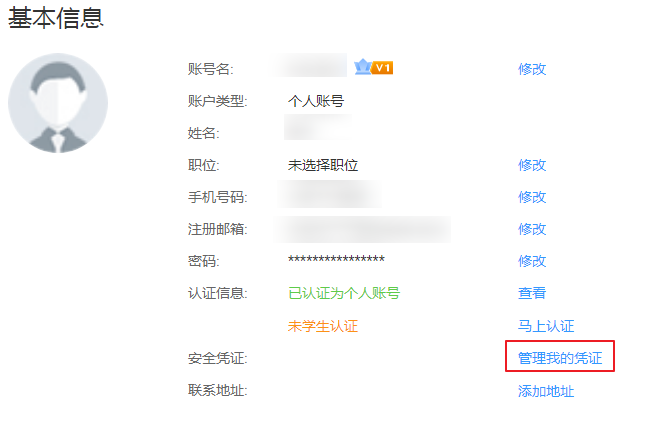 基本信息
账号名: V1 修改
账户类型: 个人账号
姓名:
职位: 未选择职位 修改
手机号码: 修改
注册邮箱: 修改
密码: **************** 修改
认证信息: 已认证为个人账号 查看
未学生认证 马上认证
安全凭证: 管理我的凭证
联系地址: 添加地址